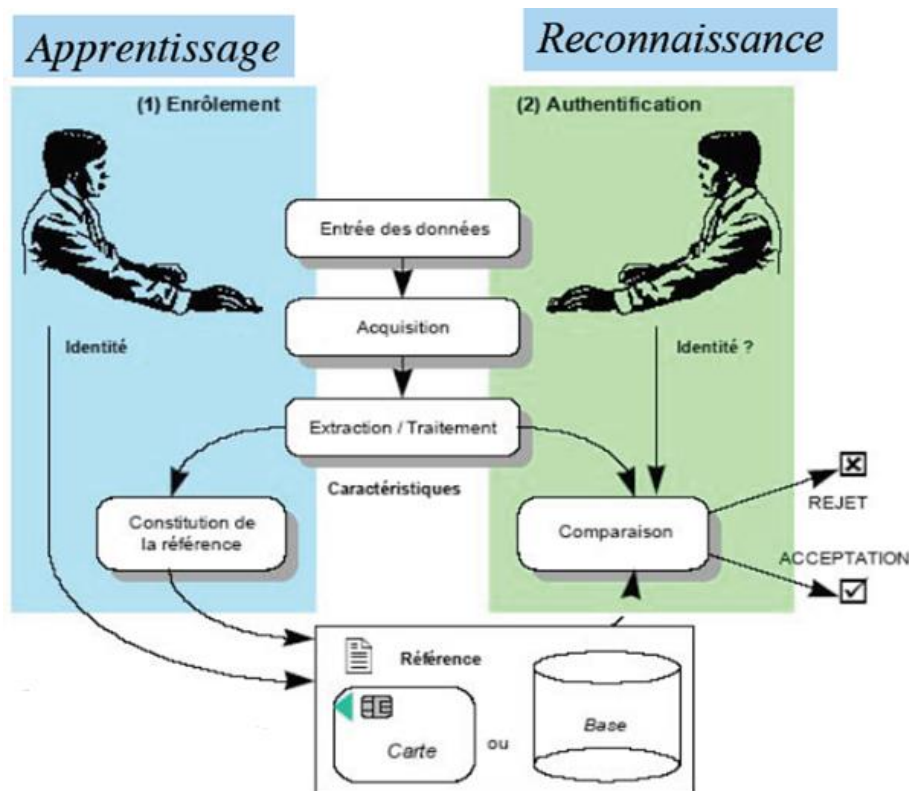 Apprentissage
Reconnaissance
(1) Enrôlement
(2) Authentification
Entrée des données
Acquisition
Identité
Identité ?
Extraction / Traitement
Caractéristiques
REJET
Constitution de
la référence
Comparaison
ACCEPTATION
Référence
Carte
ou
Base